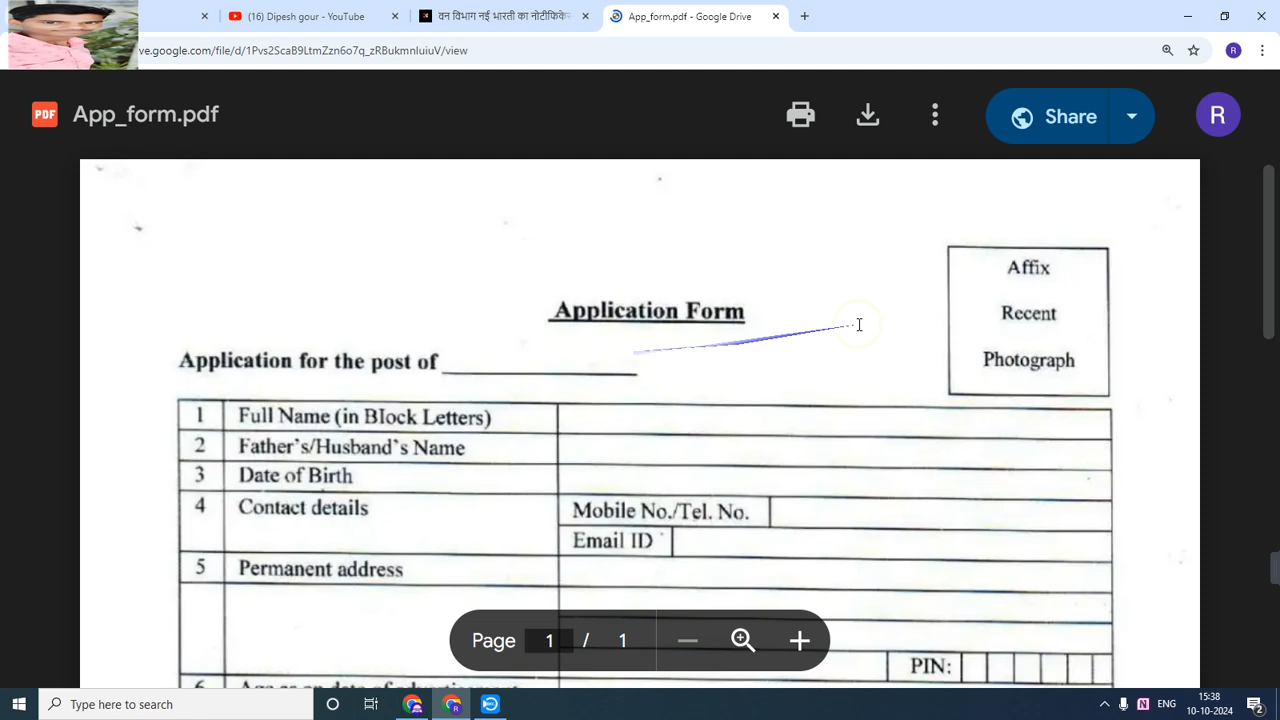 (16) Dipesh gour - YouTube
वन विभाग नई भारती का नोटिफिके
App_form.pdf - Google Drive
ve.google.com/file/d/1Pvs2ScaB9LtmZzn6o7q_zRBukmnIuiuV/view
R
PDF
App_form.pdf
Share
R
Affix
Recent
Photograph
Application Form
Application for the post of
1 Full Name (in Block Letters)
2 Father's/Husband's Name
3 Date of Birth
4 Contact details
Mobile No./Tel. No.
Email ID
5 Permanent address
PIN:
Page 1 / 1
Type here to search
ENG
15:38
10-10-2024
2